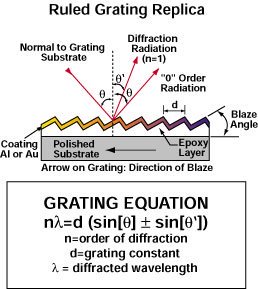 Ruled Grating Replica
Normal to Grating
Substrate
Diffraction
Radiation
(n=1)
"0" Order
Radiation
θ'
θ
θ
d
Blaze
Angle
Coating
Al or Au
Polished
Substrate
Epoxy
Layer
Arrow on Grating: Direction of Blaze
GRATING EQUATION
nλ=d (sin[θ] ± sin[θ'])
n=order of diffraction
d=grating constant
λ = diffracted wavelength